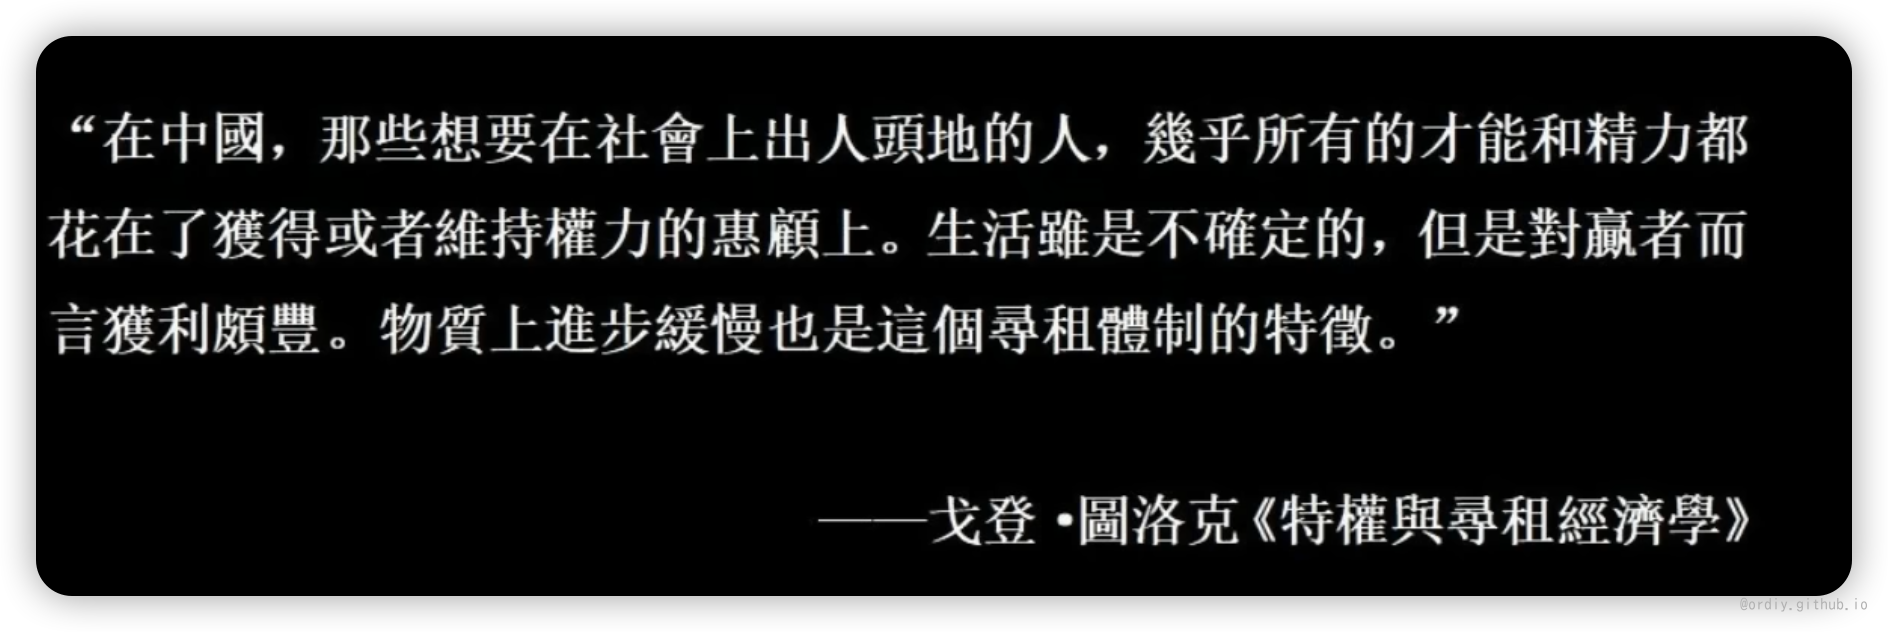 “在中國，那些想要在社會上出人頭地的人，幾乎所有的才能和精力都
花在了獲得或者維持權力的惠顧上。生活雖是不確定的，但是對贏者而
言獲利頗豐。物質上進步緩慢也是這個尋租體制的特徵。”
——戈登·圖洛克《特權與尋租經濟學》
@ordiy.github.io